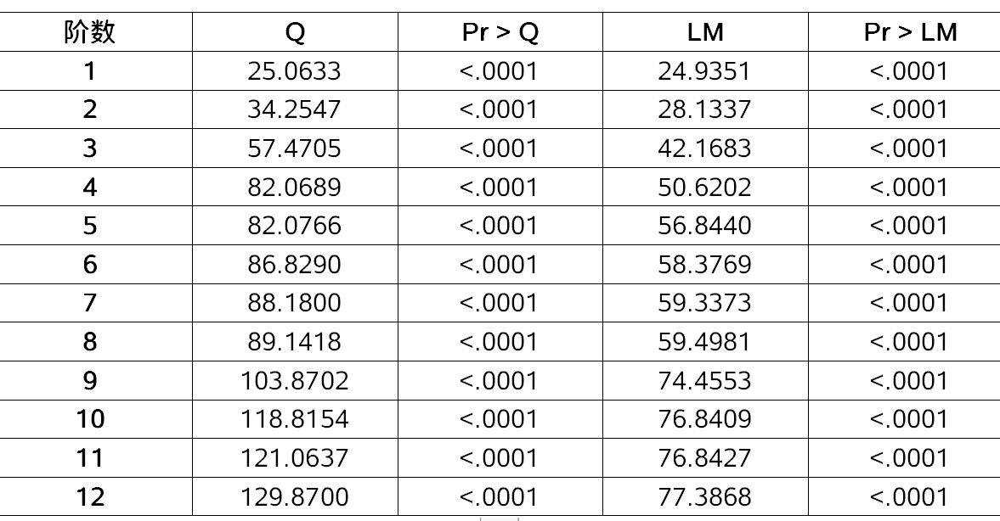 阶数 Q Pr > Q LM Pr > LM
1 25.0633 <.0001 24.9351 <.0001
2 34.2547 <.0001 28.1337 <.0001
3 57.4705 <.0001 42.1683 <.0001
4 82.0689 <.0001 50.6202 <.0001
5 82.0766 <.0001 56.8440 <.0001
6 86.8290 <.0001 58.3769 <.0001
7 88.1800 <.0001 59.3373 <.0001
8 89.1418 <.0001 59.4981 <.0001
9 103.8702 <.0001 74.4553 <.0001
10 118.8154 <.0001 76.8409 <.0001
11 121.0637 <.0001 76.8427 <.0001
12 129.8700 <.0001 77.3868 <.0001